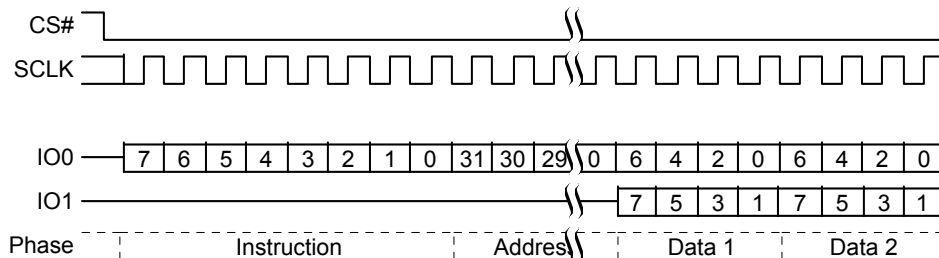 CS#
SCLK
IO0 7 6 5 4 3 2 1 0 31 30 29 0 6 4 2 0 6 4 2 0
IO1 7 5 3 1 7 5 3 1
Phase Instruction Address Data 1 Data 2